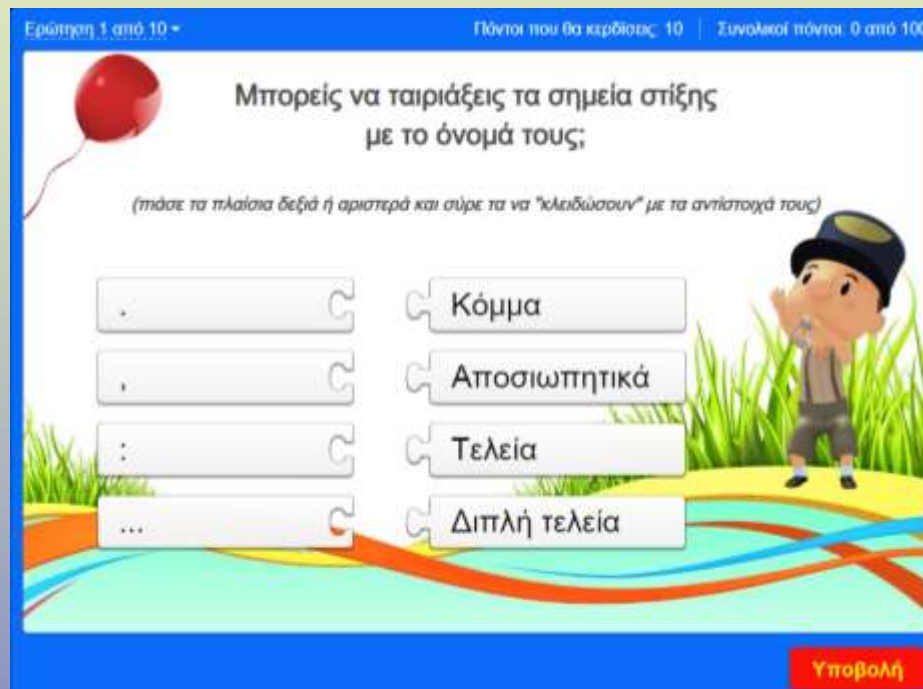 Ερώτηση 1 από 10
Πόντοι που θα κερδίσεις: 10 | Συνολικοί πόντοι: 0 από 100
Μπορείς να ταιριάξεις τα σημεία στίξης
με το όνομά τους;
(πιάσε τα πλαίσια δεξιά ή αριστερά και σύρε τα να "κλειδώσουν" με τα αντίστοιχά τους)
. Κόμμα
, Αποσιωπητικά
: Τελεία
... Διπλή τελεία
Υποβολή